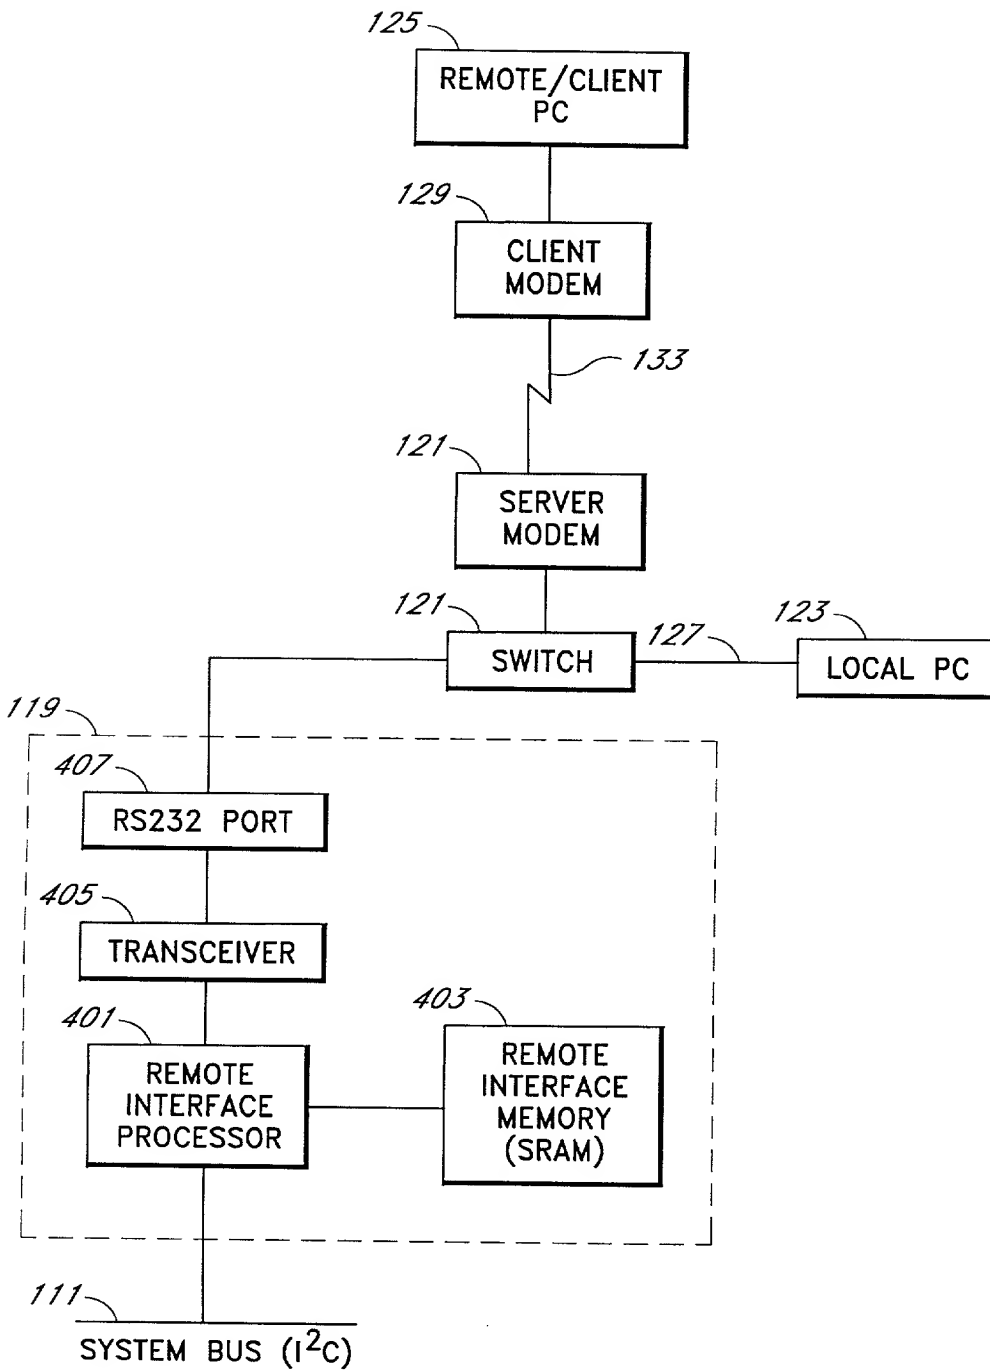 125
REMOTE/CLIENT
PC
129
CLIENT
MODEM
133
121
SERVER
MODEM
121
SWITCH
127
123
LOCAL PC
119
407
RS232 PORT
405
TRANSCEIVER
401
REMOTE
INTERFACE
PROCESSOR
403
REMOTE
INTERFACE
MEMORY
(SRAM)
111
SYSTEM BUS (I²C)